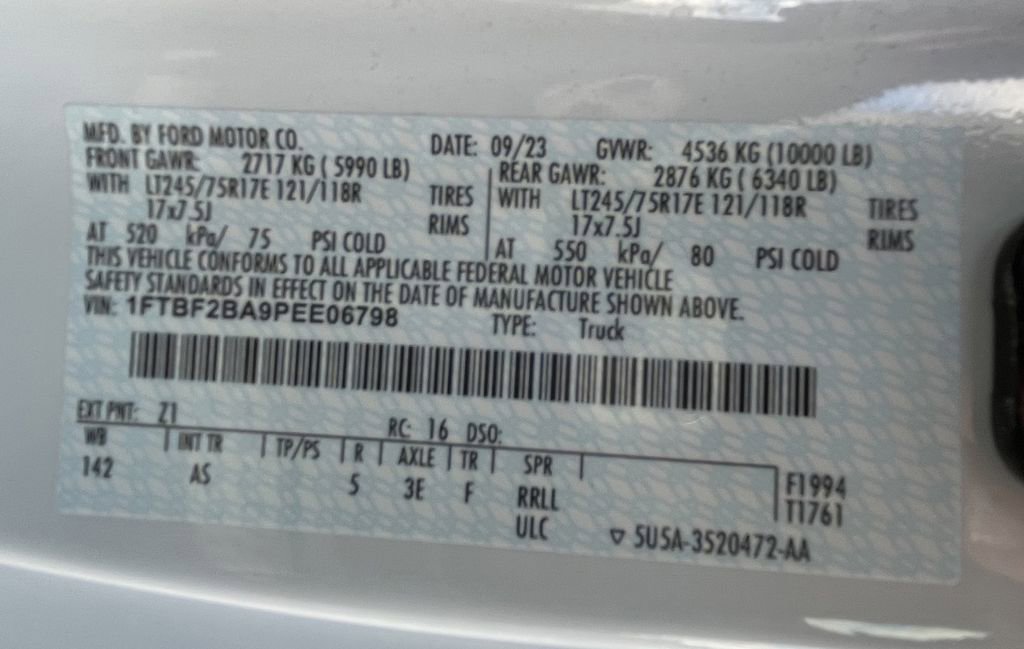 MFD. BY FORD MOTOR CO. DATE: 09/23 GVWR: 4536 KG (10000 LB)
FRONT GAWR: 2717 KG ( 5990 LB) REAR GAWR: 2876 KG ( 6340 LB)
WITH LT245/75R17E 121/118R TIRES WITH LT245/75R17E 121/118R TIRES
17x7.5J RIMS 17x7.5J RIMS
AT 520 kPa/ 75 PSI COLD AT 550 kPa/ 80 PSI COLD
THIS VEHICLE CONFORMS TO ALL APPLICABLE FEDERAL MOTOR VEHICLE
SAFETY STANDARDS IN EFFECT ON THE DATE OF MANUFACTURE SHOWN ABOVE.
VIN: 1FTBF2BA9PEE06798 TYPE: Truck
EXT PNT: Z1 RC: 16 DSO:
WB INT TR TP/PS R AXLE TR SPR
142 AS 5 3E F RRLL F1994
ULC T1761
▽ 5U5A-3520472-AA